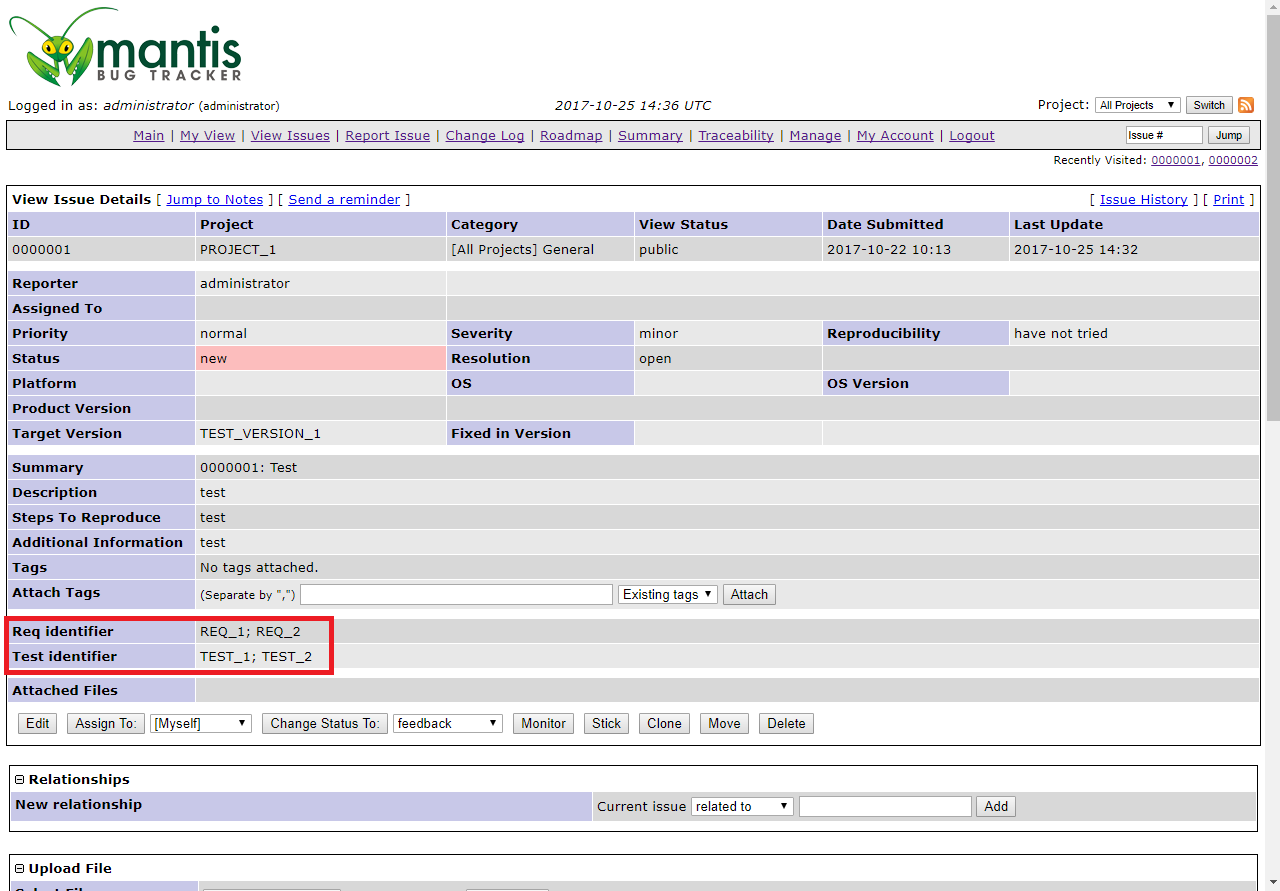 mantis
BUG TRACKER
Logged in as: administrator (administrator) 2017-10-25 14:36 UTC Project: All Projects Switch
Main | My View | View Issues | Report Issue | Change Log | Roadmap | Summary | Traceability | Manage | My Account | Logout Issue # Jump
Recently Visited: 0000001, 0000002
View Issue Details [ Jump to Notes ] [ Send a reminder ] [ Issue History ] [ Print ]
ID Project Category View Status Date Submitted Last Update
0000001 PROJECT_1 [All Projects] General public 2017-10-22 10:13 2017-10-25 14:32
Reporter administrator
Assigned To
Priority normal Severity minor Reproducibility have not tried
Status new Resolution open
Platform OS OS Version
Product Version
Target Version TEST_VERSION_1 Fixed in Version
Summary 0000001: Test
Description test
Steps To Reproduce test
Additional Information test
Tags No tags attached.
Attach Tags (Separate by ",") Existing tags Attach
Req identifier REQ_1; REQ_2
Test identifier TEST_1; TEST_2
Attached Files
Edit Assign To: [Myself] Change Status To: feedback Monitor Stick Clone Move Delete
Relationships
New relationship Current issue related to Add
Upload File